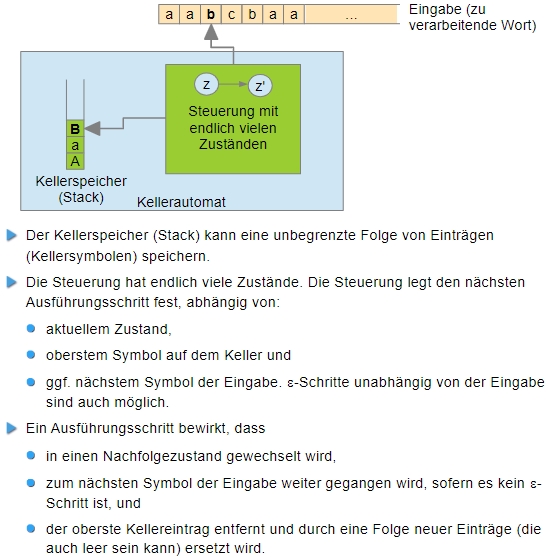 a a b c b a a ...
Eingabe (zu
verarbeitende Wort)
z z'
Steuerung mit
endlich vielen
Zuständen
B
a
A
Kellerspeicher
(Stack)
Kellerautomat
Der Kellerspeicher (Stack) kann eine unbegrenzte Folge von Einträgen
(Kellersymbolen) speichern.
Die Steuerung hat endlich viele Zustände. Die Steuerung legt den nächsten
Ausführungsschritt fest, abhängig von:
aktuellem Zustand,
oberstem Symbol auf dem Keller und
ggf. nächstem Symbol der Eingabe. ε-Schritte unabhängig von der Eingabe
sind auch möglich.
Ein Ausführungsschritt bewirkt, dass
in einen Nachfolgezustand gewechselt wird,
zum nächsten Symbol der Eingabe weiter gegangen wird, sofern es kein ε-
Schritt ist, und
der oberste Kellereintrag entfernt und durch eine Folge neuer Einträge (die
auch leer sein kann) ersetzt wird.